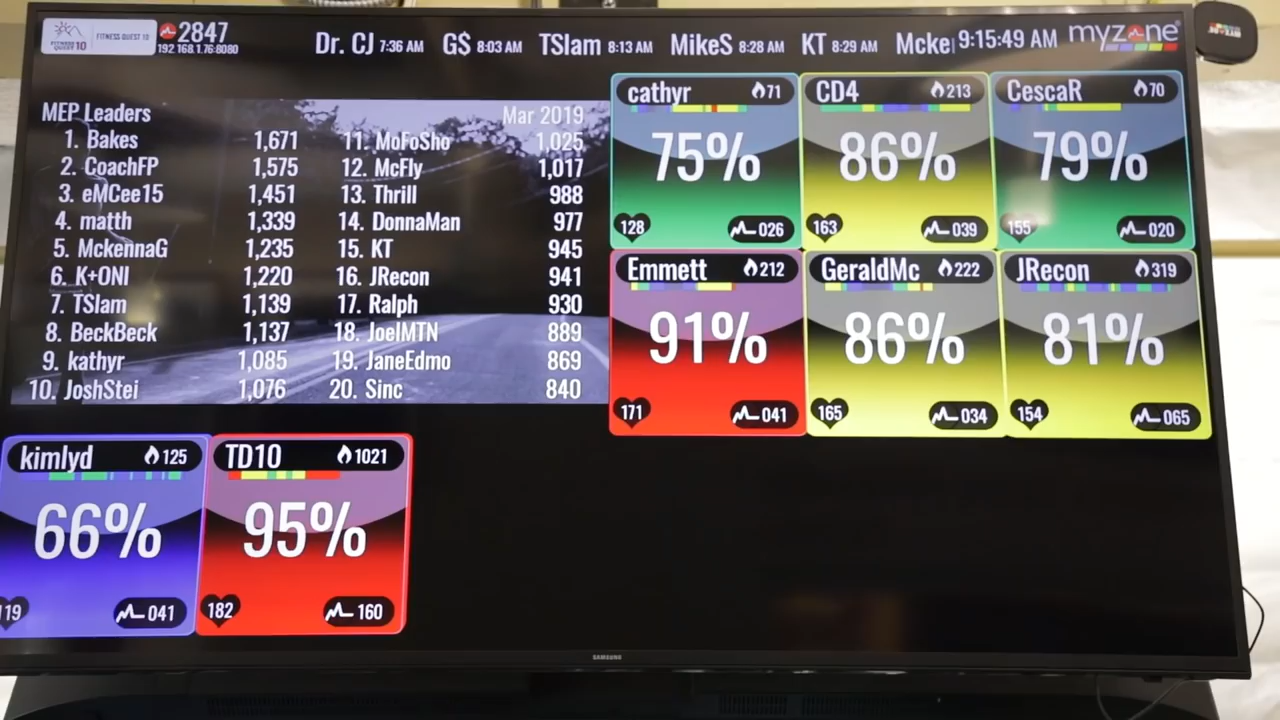 FITNESS QUEST 10
FITNESS QUEST 10
2847
192.168.1.76:8080
Dr. CJ 7:36 AM G$ 8:03 AM TSlam 8:13 AM MikeS 8:28 AM KT 8:29 AM Mcke 9:15:49 AM myzone
MEP Leaders Mar 2019
1. Bakes 1,671 11. MoFoSho 1,025
2. CoachFP 1,575 12. McFly 1,017
3. eMCee15 1,451 13. Thrill 988
4. matth 1,339 14. DonnaMan 977
5. MckennaG 1,235 15. KT 945
6. K+ONI 1,220 16. JRecon 941
7. TSlam 1,139 17. Ralph 930
8. BeckBeck 1,137 18. JoelMTN 889
9. kathyr 1,085 19. JaneEdmo 869
10. JoshStei 1,076 20. Sinc 840
cathyr 71
75%
128 026
CD4 213
86%
163 039
CescaR 70
79%
155 020
Emmett 212
91%
171 041
GeraldMc 222
86%
165 034
JRecon 319
81%
154 065
kimlyd 125
66%
119 041
TD10 1021
95%
182 160
SAMSUNG